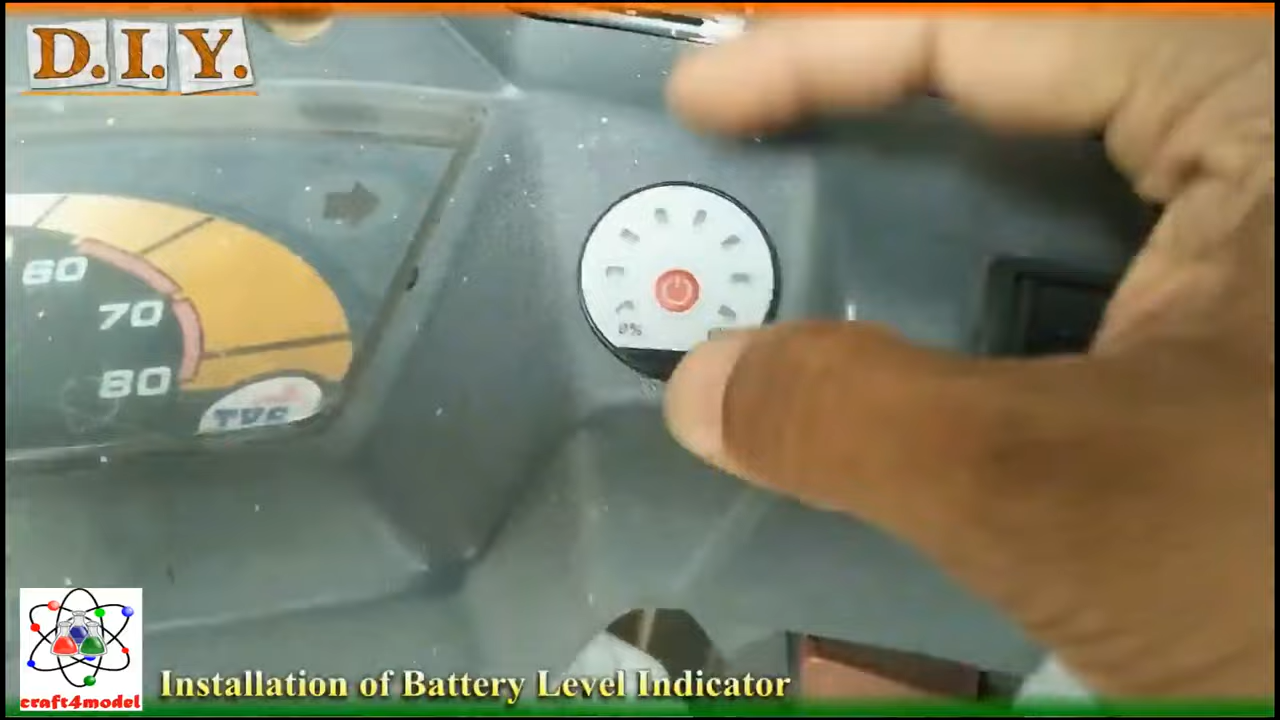 D.I.Y.
60
70
80
TVS
0%
craft4model
Installation of Battery Level Indicator